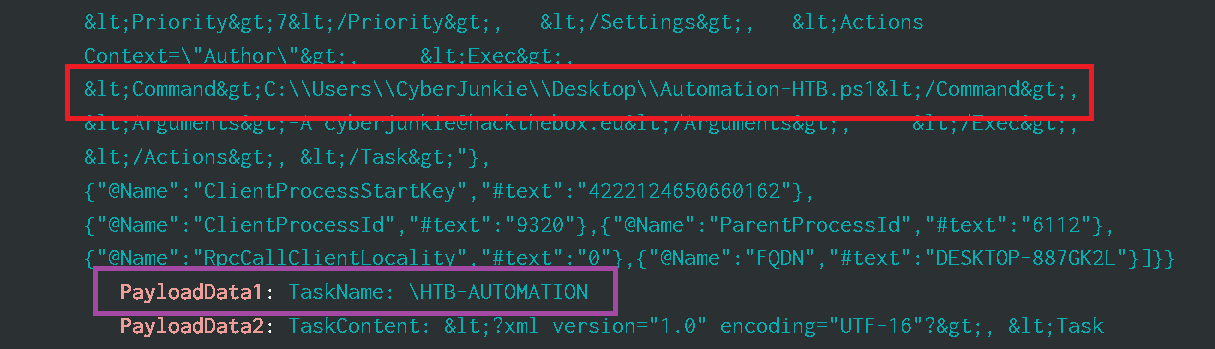 &lt;Priority&gt;7&lt;/Priority&gt;,   &lt;/Settings&gt;,   &lt;Actions
Context=\"Author\"&gt;,     &lt;Exec&gt;,
&lt;Command&gt;C:\\Users\\CyberJunkie\\Desktop\\Automation-HTB.ps1&lt;/Command&gt;,
&lt;Arguments&gt;-A cyberjunkie@hackthebox.eu&lt;/Arguments&gt;,     &lt;/Exec&gt;,
&lt;/Actions&gt;, &lt;/Task&gt;"},
{"@Name":"ClientProcessStartKey","#text":"4222124650660162"},
{"@Name":"ClientProcessId","#text":"9320"},{"@Name":"ParentProcessId","#text":"6112"},
{"@Name":"RpcCallClientLocality","#text":"0"},{"@Name":"FQDN","#text":"DESKTOP-887GK2L"}]}}
PayloadData1: TaskName: \HTB-AUTOMATION
PayloadData2: TaskContent: &lt;?xml version="1.0" encoding="UTF-16"?&gt;, &lt;Task